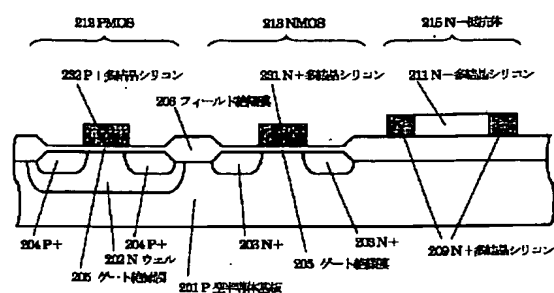 212 PMOS
213 NMOS
215 N-抵抗体
232 P+多結晶シリコン
231 N+多結晶シリコン
211 N-多結晶シリコン
206 フィールド絶縁膜
204 P+
204 P+
203 N+
203 N+
209 N+多結晶シリコン
202 N ウェル
205 ゲート絶縁膜
201 P型半導体基板
205 ゲート絶縁膜